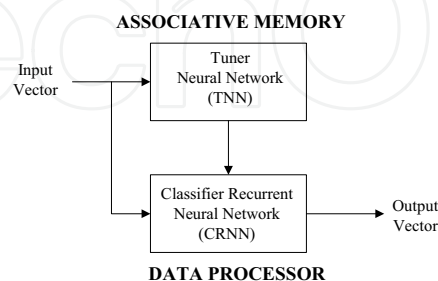 ASSOCIATIVE MEMORY
Tuner
Neural Network
(TNN)
Input
Vector
Classifier Recurrent
Neural Network
(CRNN)
Output
Vector
DATA PROCESSOR